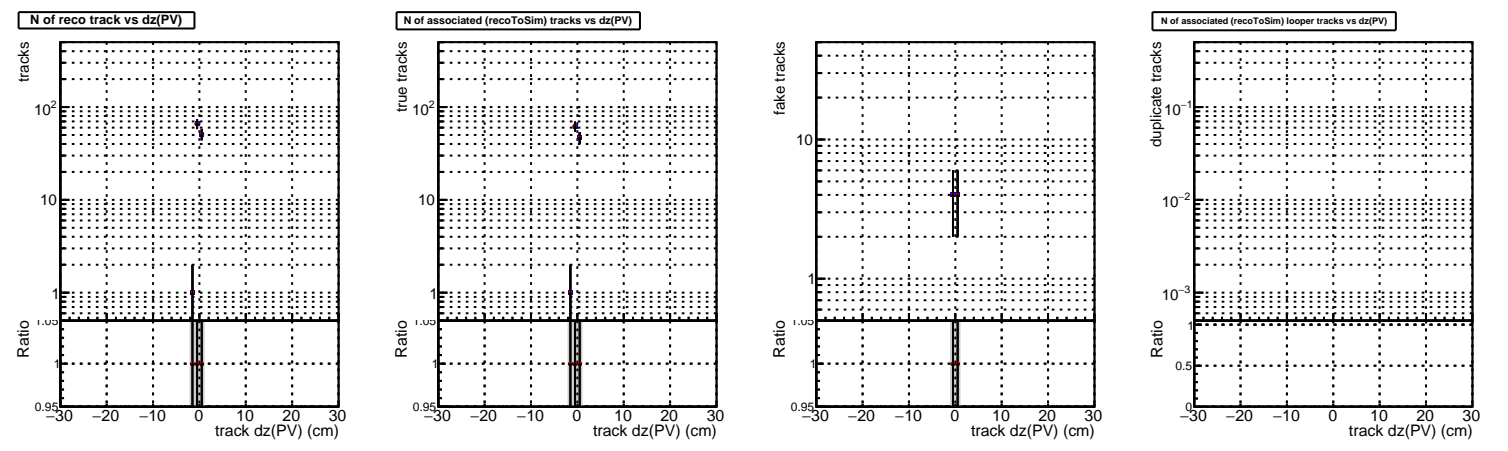 N of reco track vs dz(PV)
tracks
10²
10
1
Ratio
1.05
1
0.95
−30 −20 −10 0 10 20 30
track dz(PV) (cm)
N of associated (recoToSim) tracks vs dz(PV)
true tracks
10²
10
1
Ratio
1.05
1
0.95
−30 −20 −10 0 10 20 30
track dz(PV) (cm)
fake tracks
10
1
Ratio
1.05
1
0.95
−30 −20 −10 0 10 20 30
track dz(PV) (cm)
N of associated (recoToSim) looper tracks vs dz(PV)
duplicate tracks
10⁻¹
10⁻²
10⁻³
Ratio
1
0.5
0
−30 −20 −10 0 10 20 30
track dz(PV) (cm)